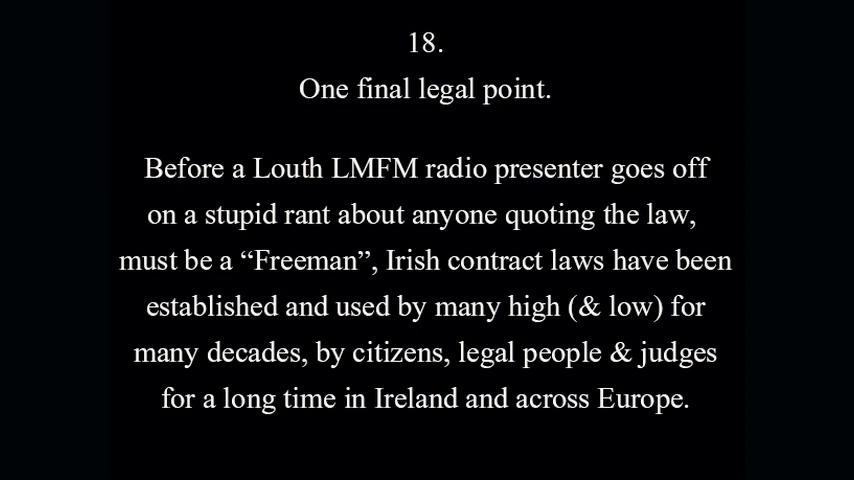 18.
One final legal point.
Before a Louth LMFM radio presenter goes off
on a stupid rant about anyone quoting the law,
must be a “Freeman”, Irish contract laws have been
established and used by many high (& low) for
many decades, by citizens, legal people & judges
for a long time in Ireland and across Europe.